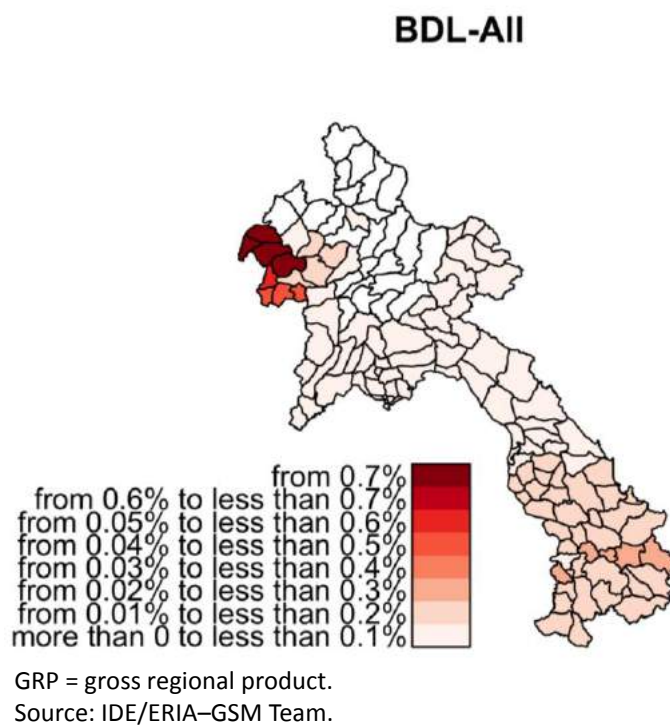 BDL-All
from 0.7%
from 0.6% to less than 0.7%
from 0.05% to less than 0.6%
from 0.04% to less than 0.5%
from 0.03% to less than 0.4%
from 0.02% to less than 0.3%
from 0.01% to less than 0.2%
more than 0 to less than 0.1%
GRP = gross regional product.
Source: IDE/ERIA–GSM Team.